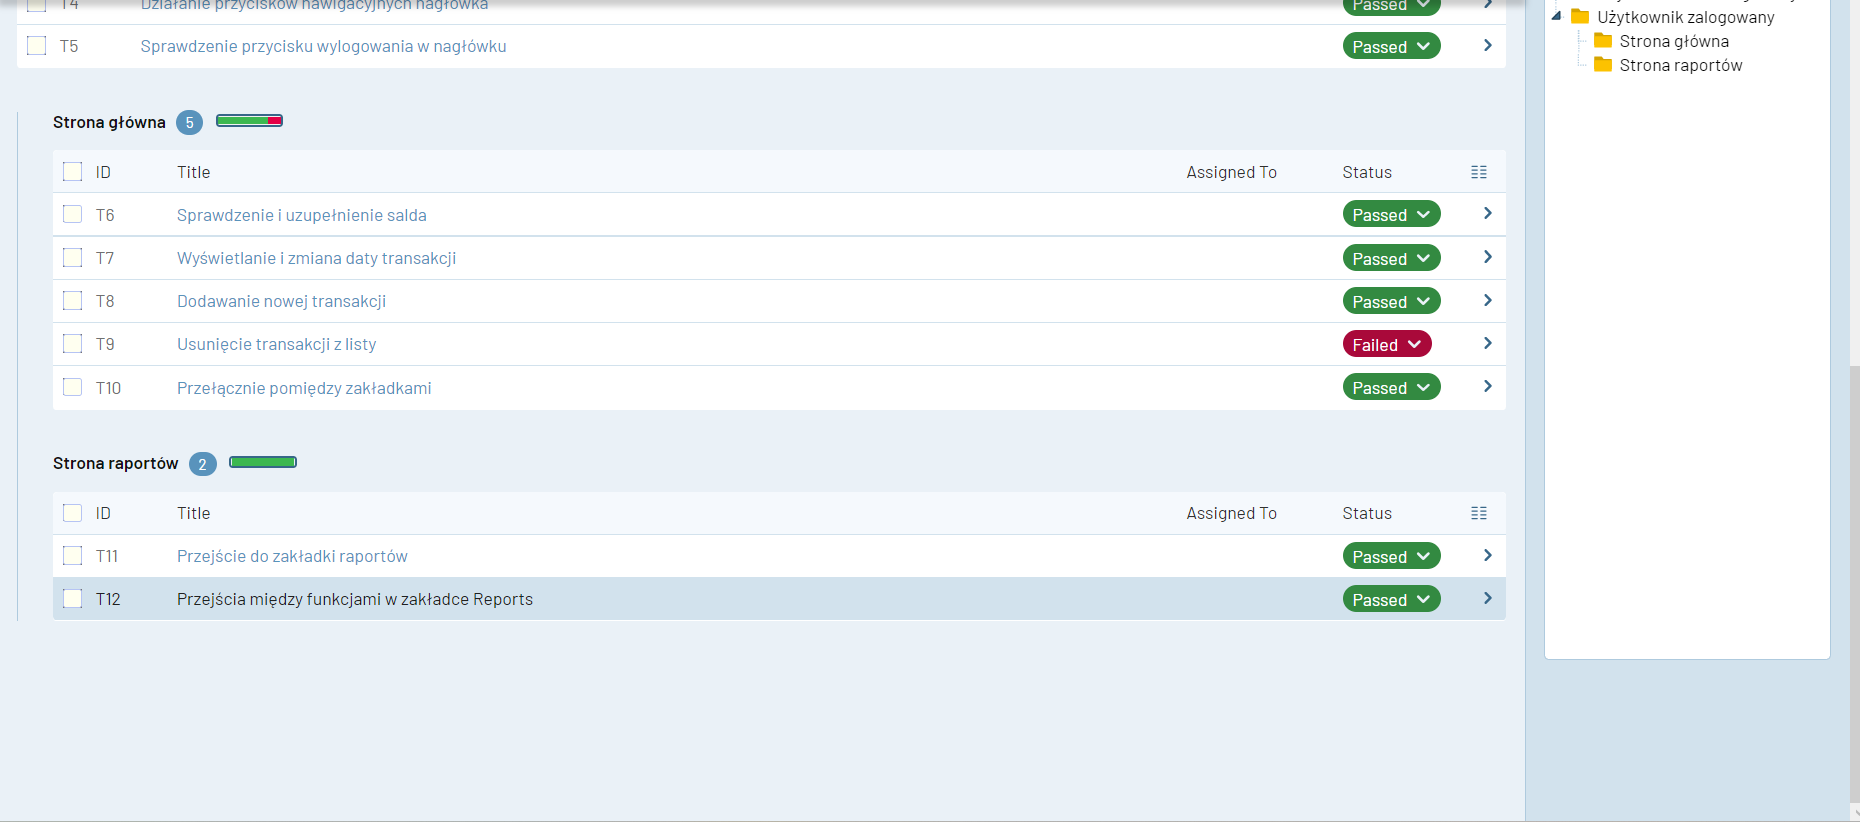 T4 Działanie przycisków nawigacyjnych nagłówka Passed
T5 Sprawdzenie przycisku wylogowania w nagłówku Passed
Strona główna 5
ID Title Assigned To Status
T6 Sprawdzenie i uzupełnienie salda Passed
T7 Wyświetlanie i zmiana daty transakcji Passed
T8 Dodawanie nowej transakcji Passed
T9 Usunięcie transakcji z listy Failed
T10 Przełącznie pomiędzy zakładkami Passed
Strona raportów 2
ID Title Assigned To Status
T11 Przejście do zakładki raportów Passed
T12 Przejścia między funkcjami w zakładce Reports Passed
Użytkownik zalogowany
Strona główna
Strona raportów